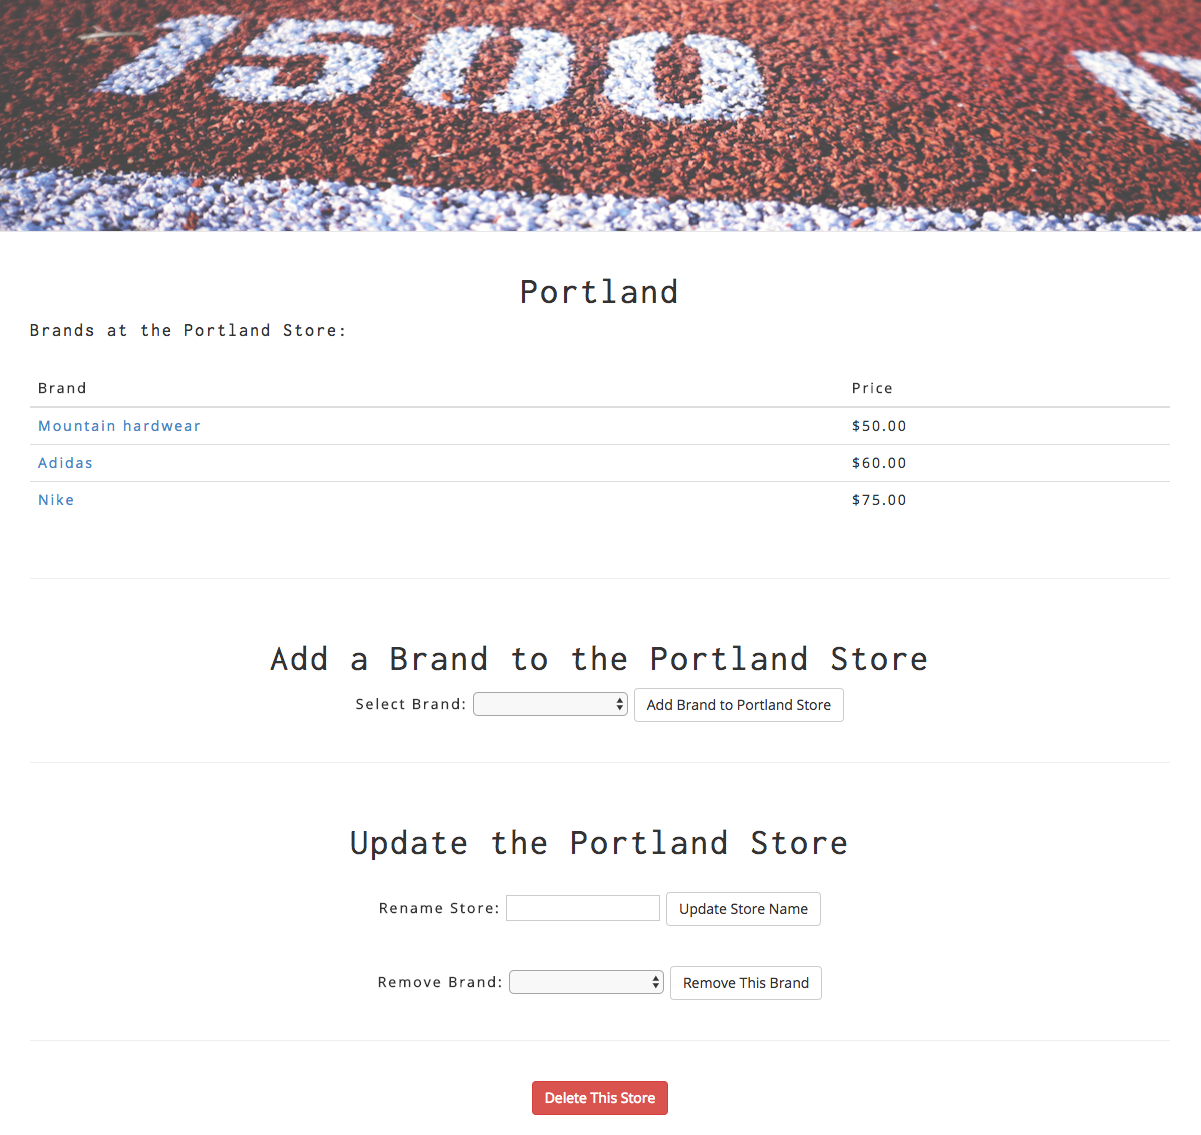 1500
Portland
Brands at the Portland Store:
Brand Price
Mountain hardwear $50.00
Adidas $60.00
Nike $75.00
Add a Brand to the Portland Store
Select Brand: Add Brand to Portland Store
Update the Portland Store
Rename Store: Update Store Name
Remove Brand: Remove This Brand
Delete This Store